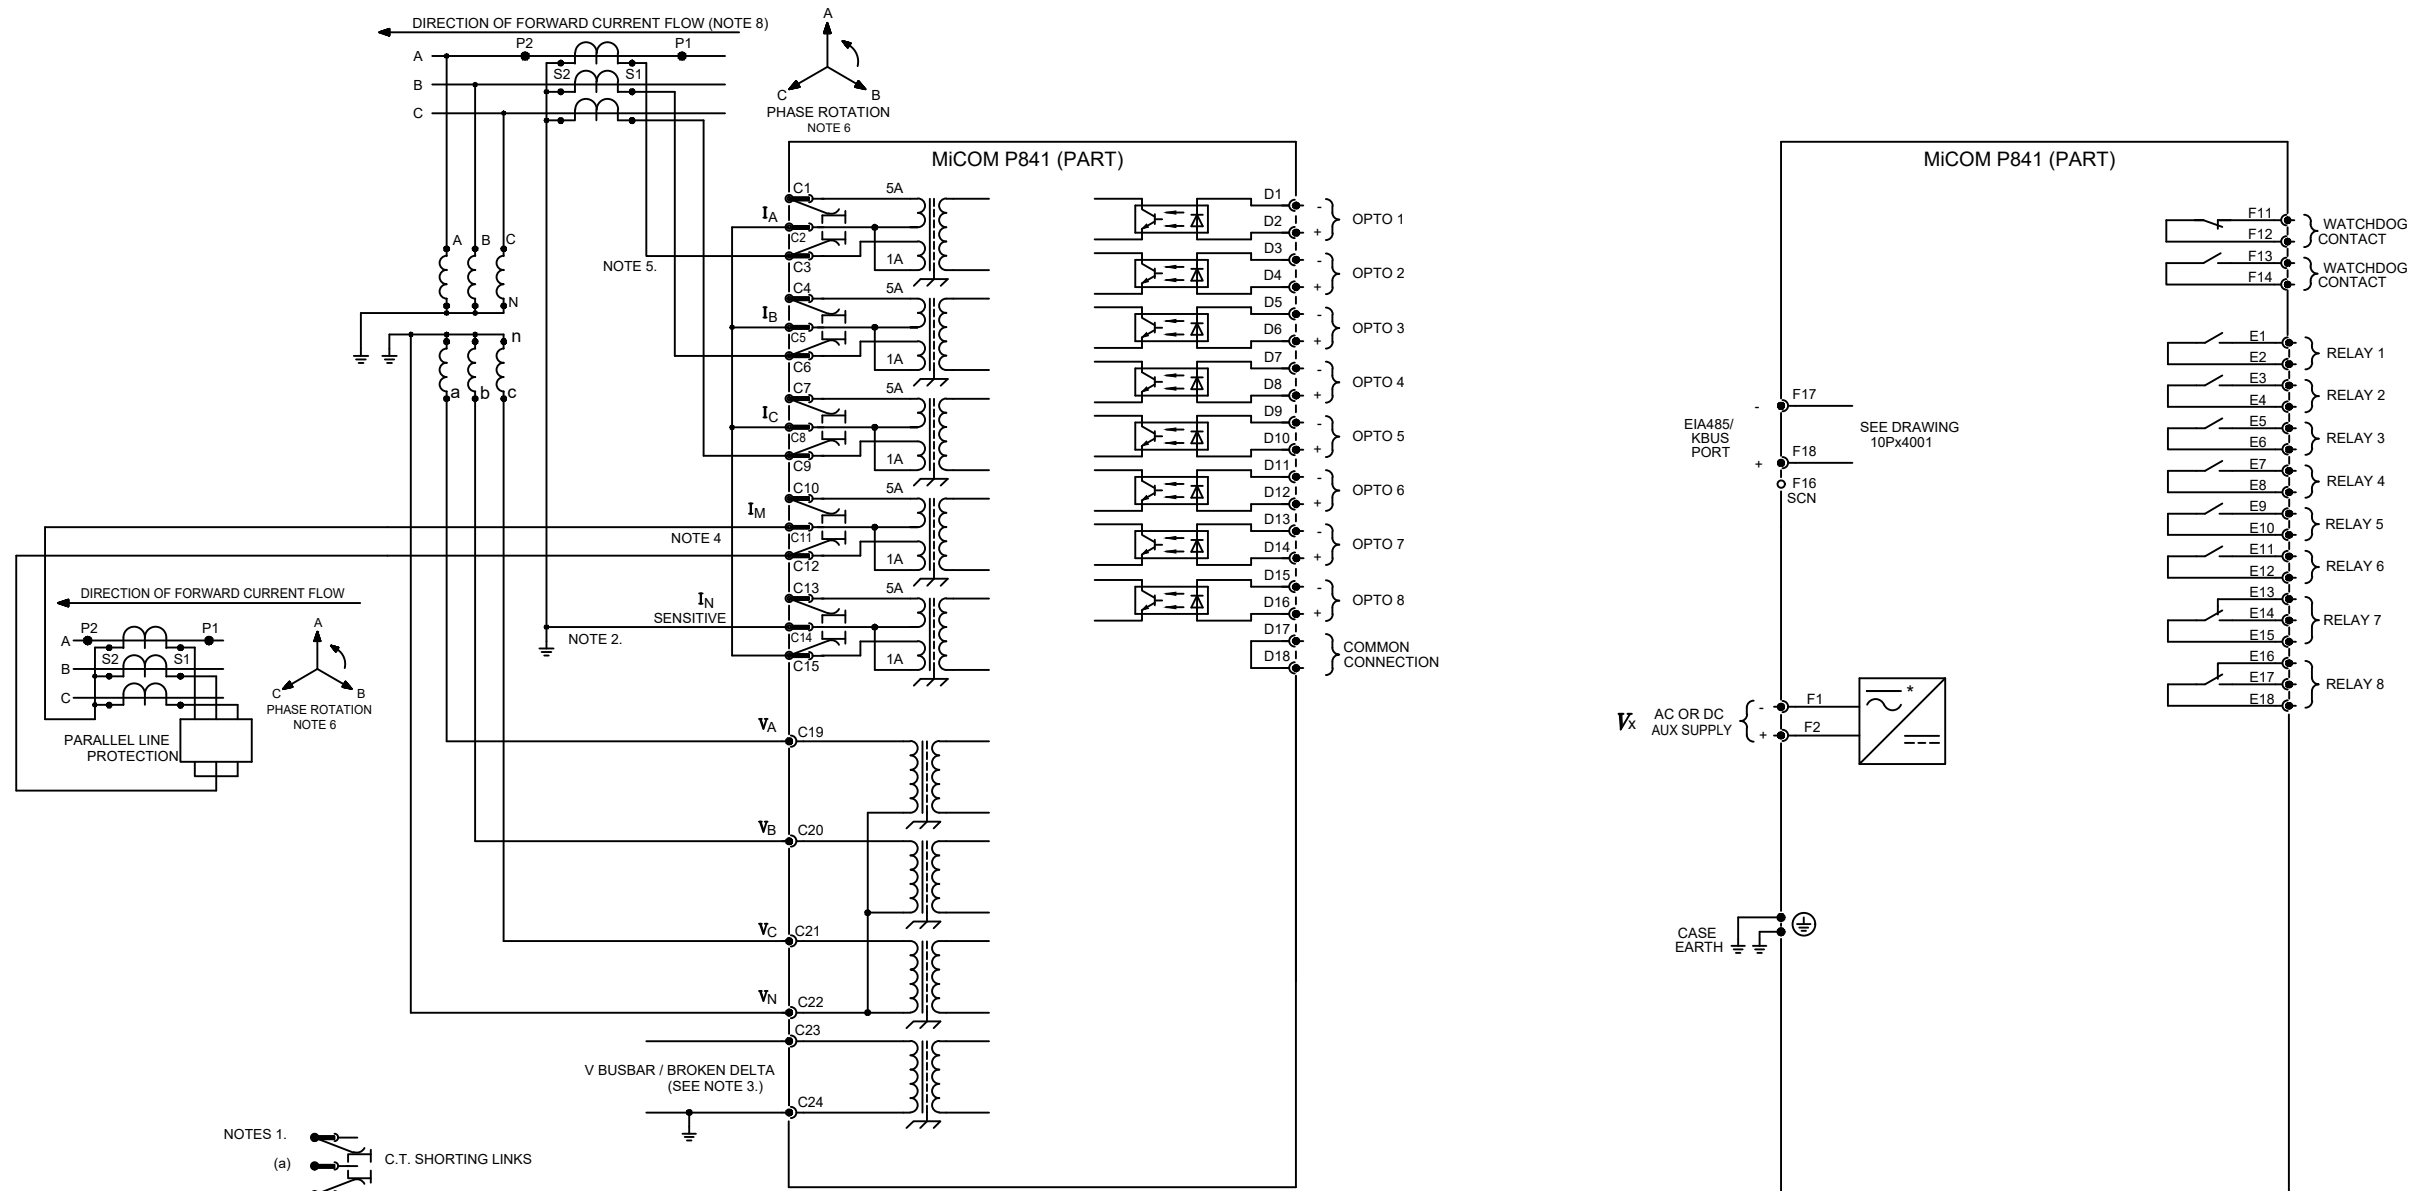 DIRECTION OF FORWARD CURRENT FLOW (NOTE 8)
A
P2
P1
S2
S1
B
C
A
C
B
PHASE ROTATION
NOTE 6
A
B
C
N
n
a
b
c
NOTE 5.
NOTE 4
DIRECTION OF FORWARD CURRENT FLOW
A
P2
P1
S2
S1
B
C
A
C
B
PHASE ROTATION
NOTE 6
PARALLEL LINE
PROTECTION
NOTE 2.
MiCOM P841 (PART)
C1
5A
IA
C2
C3
1A
C4
5A
IB
C5
C6
1A
C7
5A
IC
C8
C9
1A
C10
5A
IM
C11
C12
1A
C13
5A
IN
SENSITIVE
C14
C15
1A
VA
C19
VB
C20
VC
C21
VN
C22
C23
V BUSBAR / BROKEN DELTA
(SEE NOTE 3.)
C24
D1
-
OPTO 1
D2
+
D3
-
OPTO 2
D4
+
D5
-
OPTO 3
D6
+
D7
-
OPTO 4
D8
+
D9
-
OPTO 5
D10
+
D11
-
OPTO 6
D12
+
D13
-
OPTO 7
D14
+
D15
-
OPTO 8
D16
+
D17
COMMON
CONNECTION
D18
NOTES 1.
(a)
C.T. SHORTING LINKS
MiCOM P841 (PART)
F11
WATCHDOG
CONTACT
F12
F13
WATCHDOG
CONTACT
F14
E1
RELAY 1
E2
E3
RELAY 2
E4
E5
RELAY 3
E6
E7
RELAY 4
E8
E9
RELAY 5
E10
E11
RELAY 6
E12
E13
E14
RELAY 7
E15
E16
E17
RELAY 8
E18
-
F17
EIA485/
KBUS
PORT
SEE DRAWING
10Px4001
+
F18
F16
SCN
Vx
AC OR DC
AUX SUPPLY
-
F1
+
F2
*
CASE
EARTH